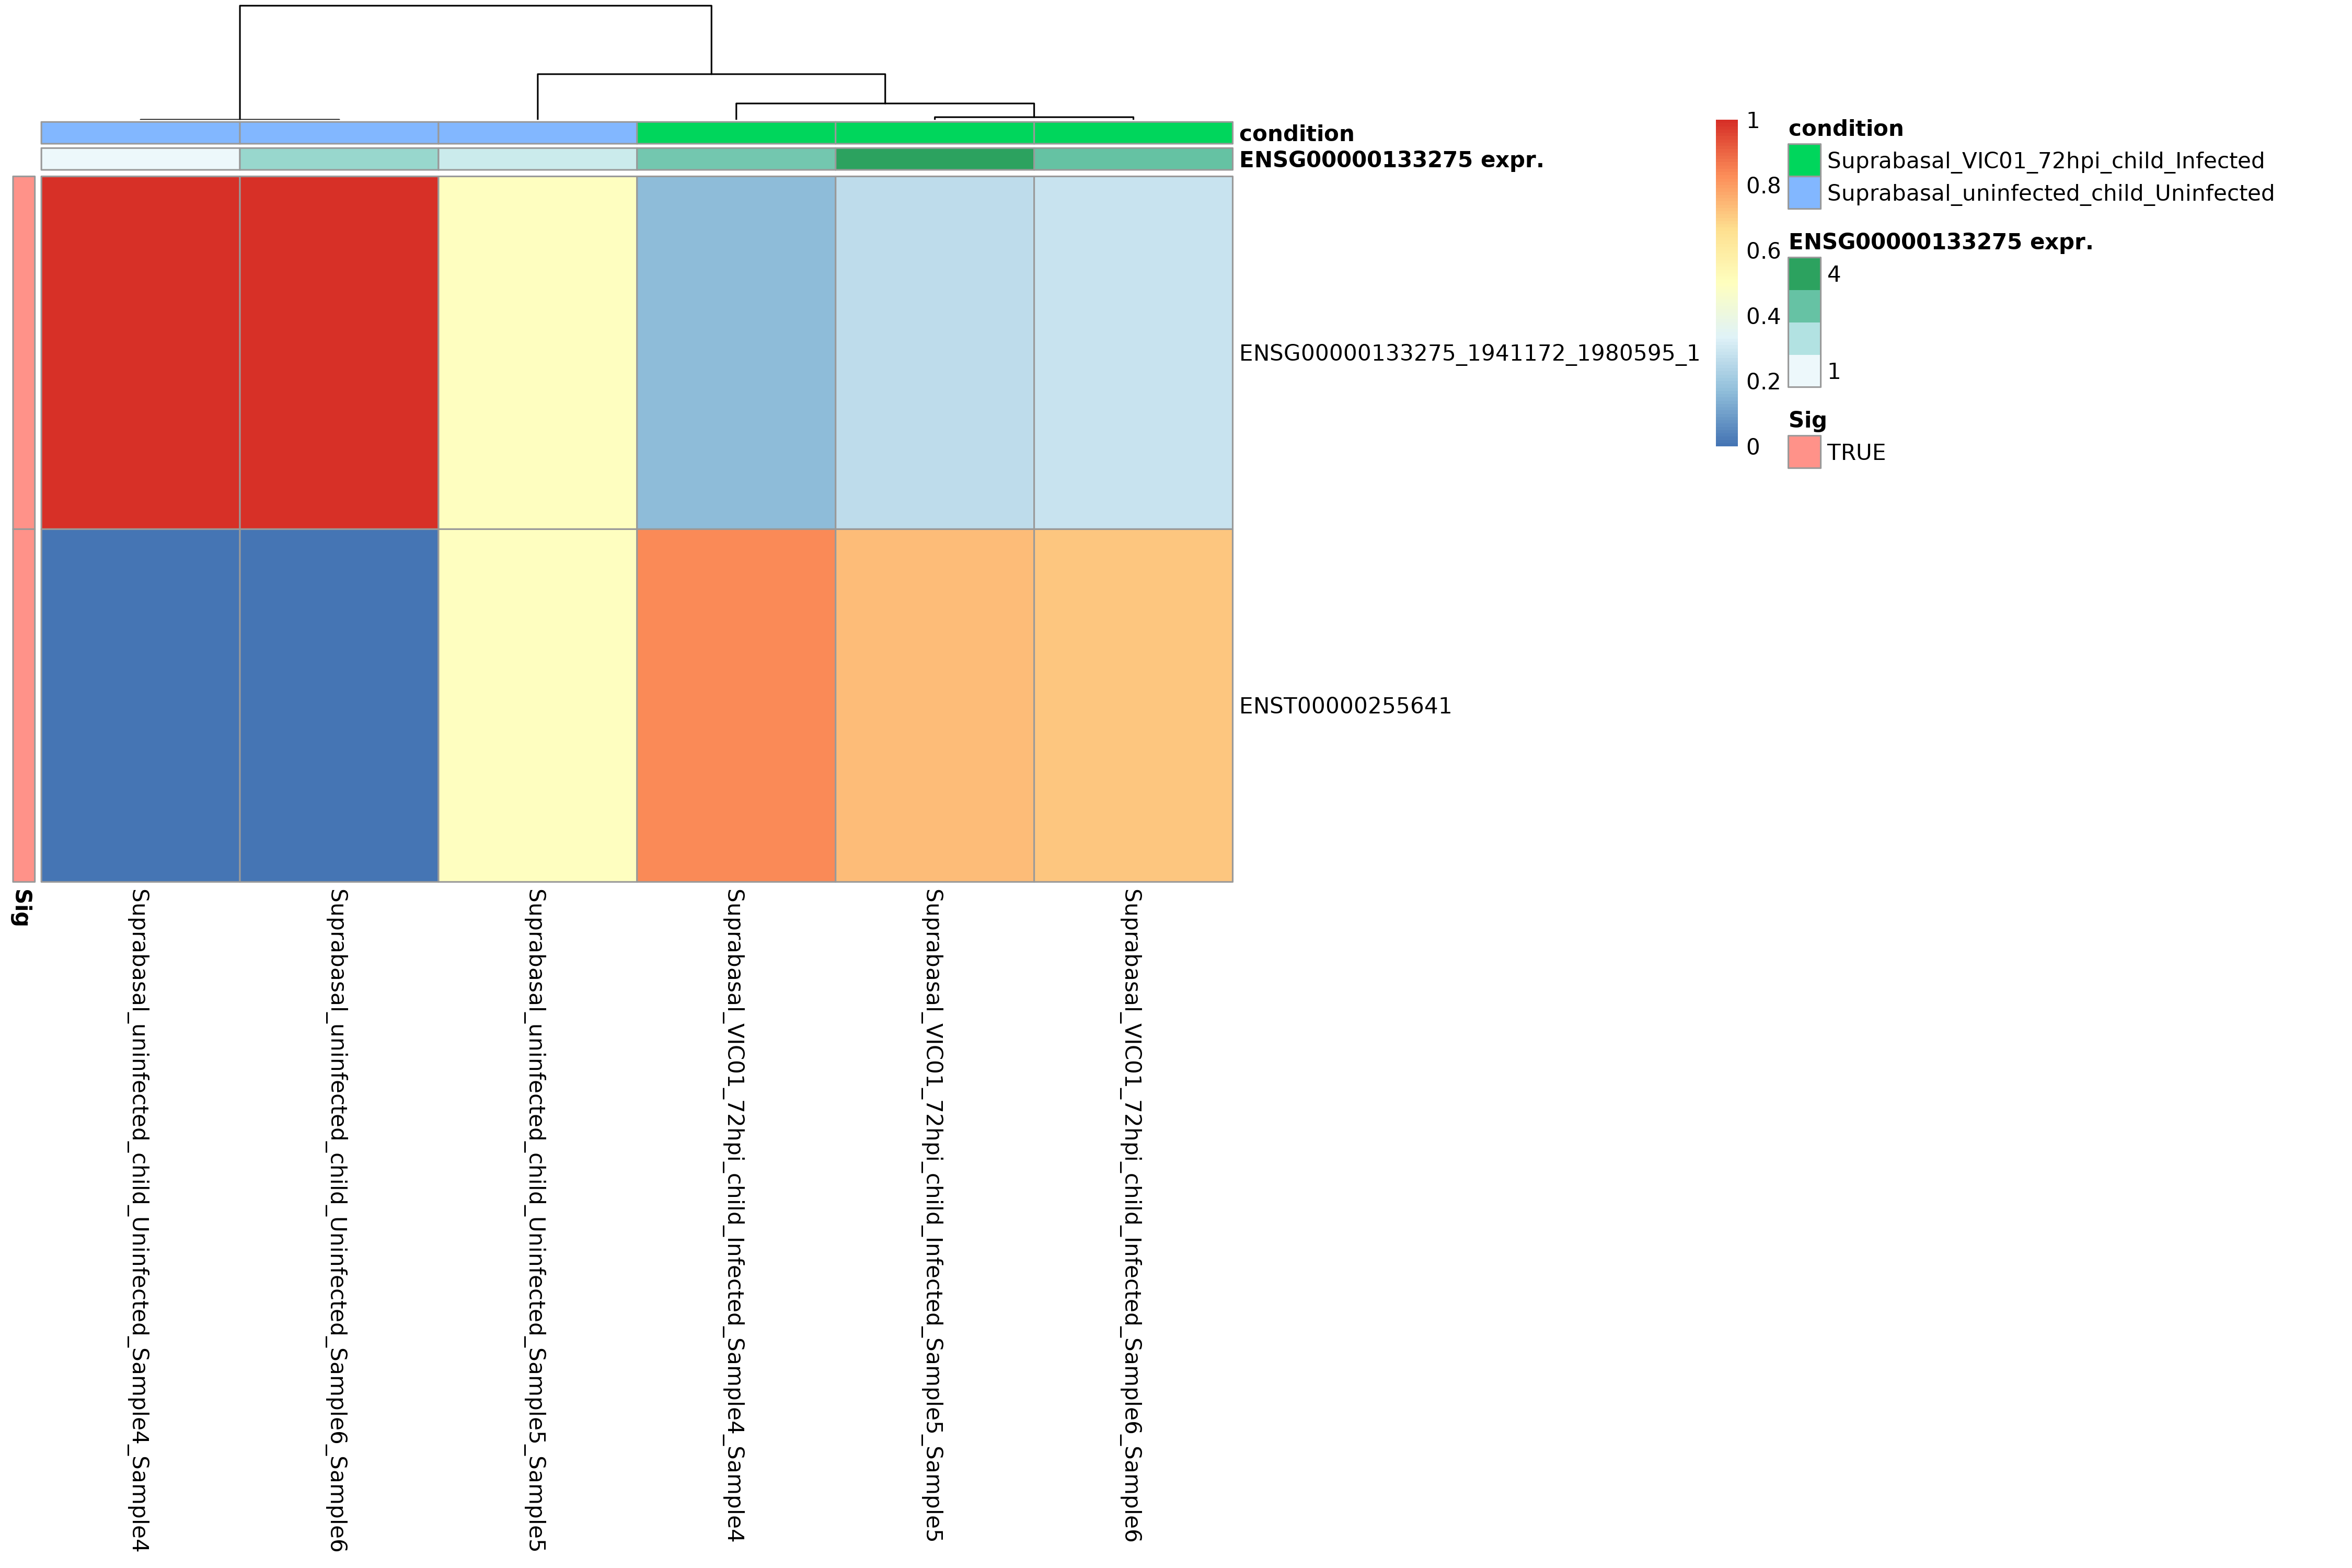 condition
ENSG00000133275 expr.
ENSG00000133275_1941172_1980595_1
ENST00000255641
Sig
Suprabasal_uninfected_child_Uninfected_Sample4_Sample4
Suprabasal_uninfected_child_Uninfected_Sample6_Sample6
Suprabasal_uninfected_child_Uninfected_Sample5_Sample5
Suprabasal_VIC01_72hpi_child_Infected_Sample4_Sample4
Suprabasal_VIC01_72hpi_child_Infected_Sample5_Sample5
Suprabasal_VIC01_72hpi_child_Infected_Sample6_Sample6
1
0.8
0.6
0.4
0.2
0
condition
Suprabasal_VIC01_72hpi_child_Infected
Suprabasal_uninfected_child_Uninfected
ENSG00000133275 expr.
4
1
Sig
TRUE